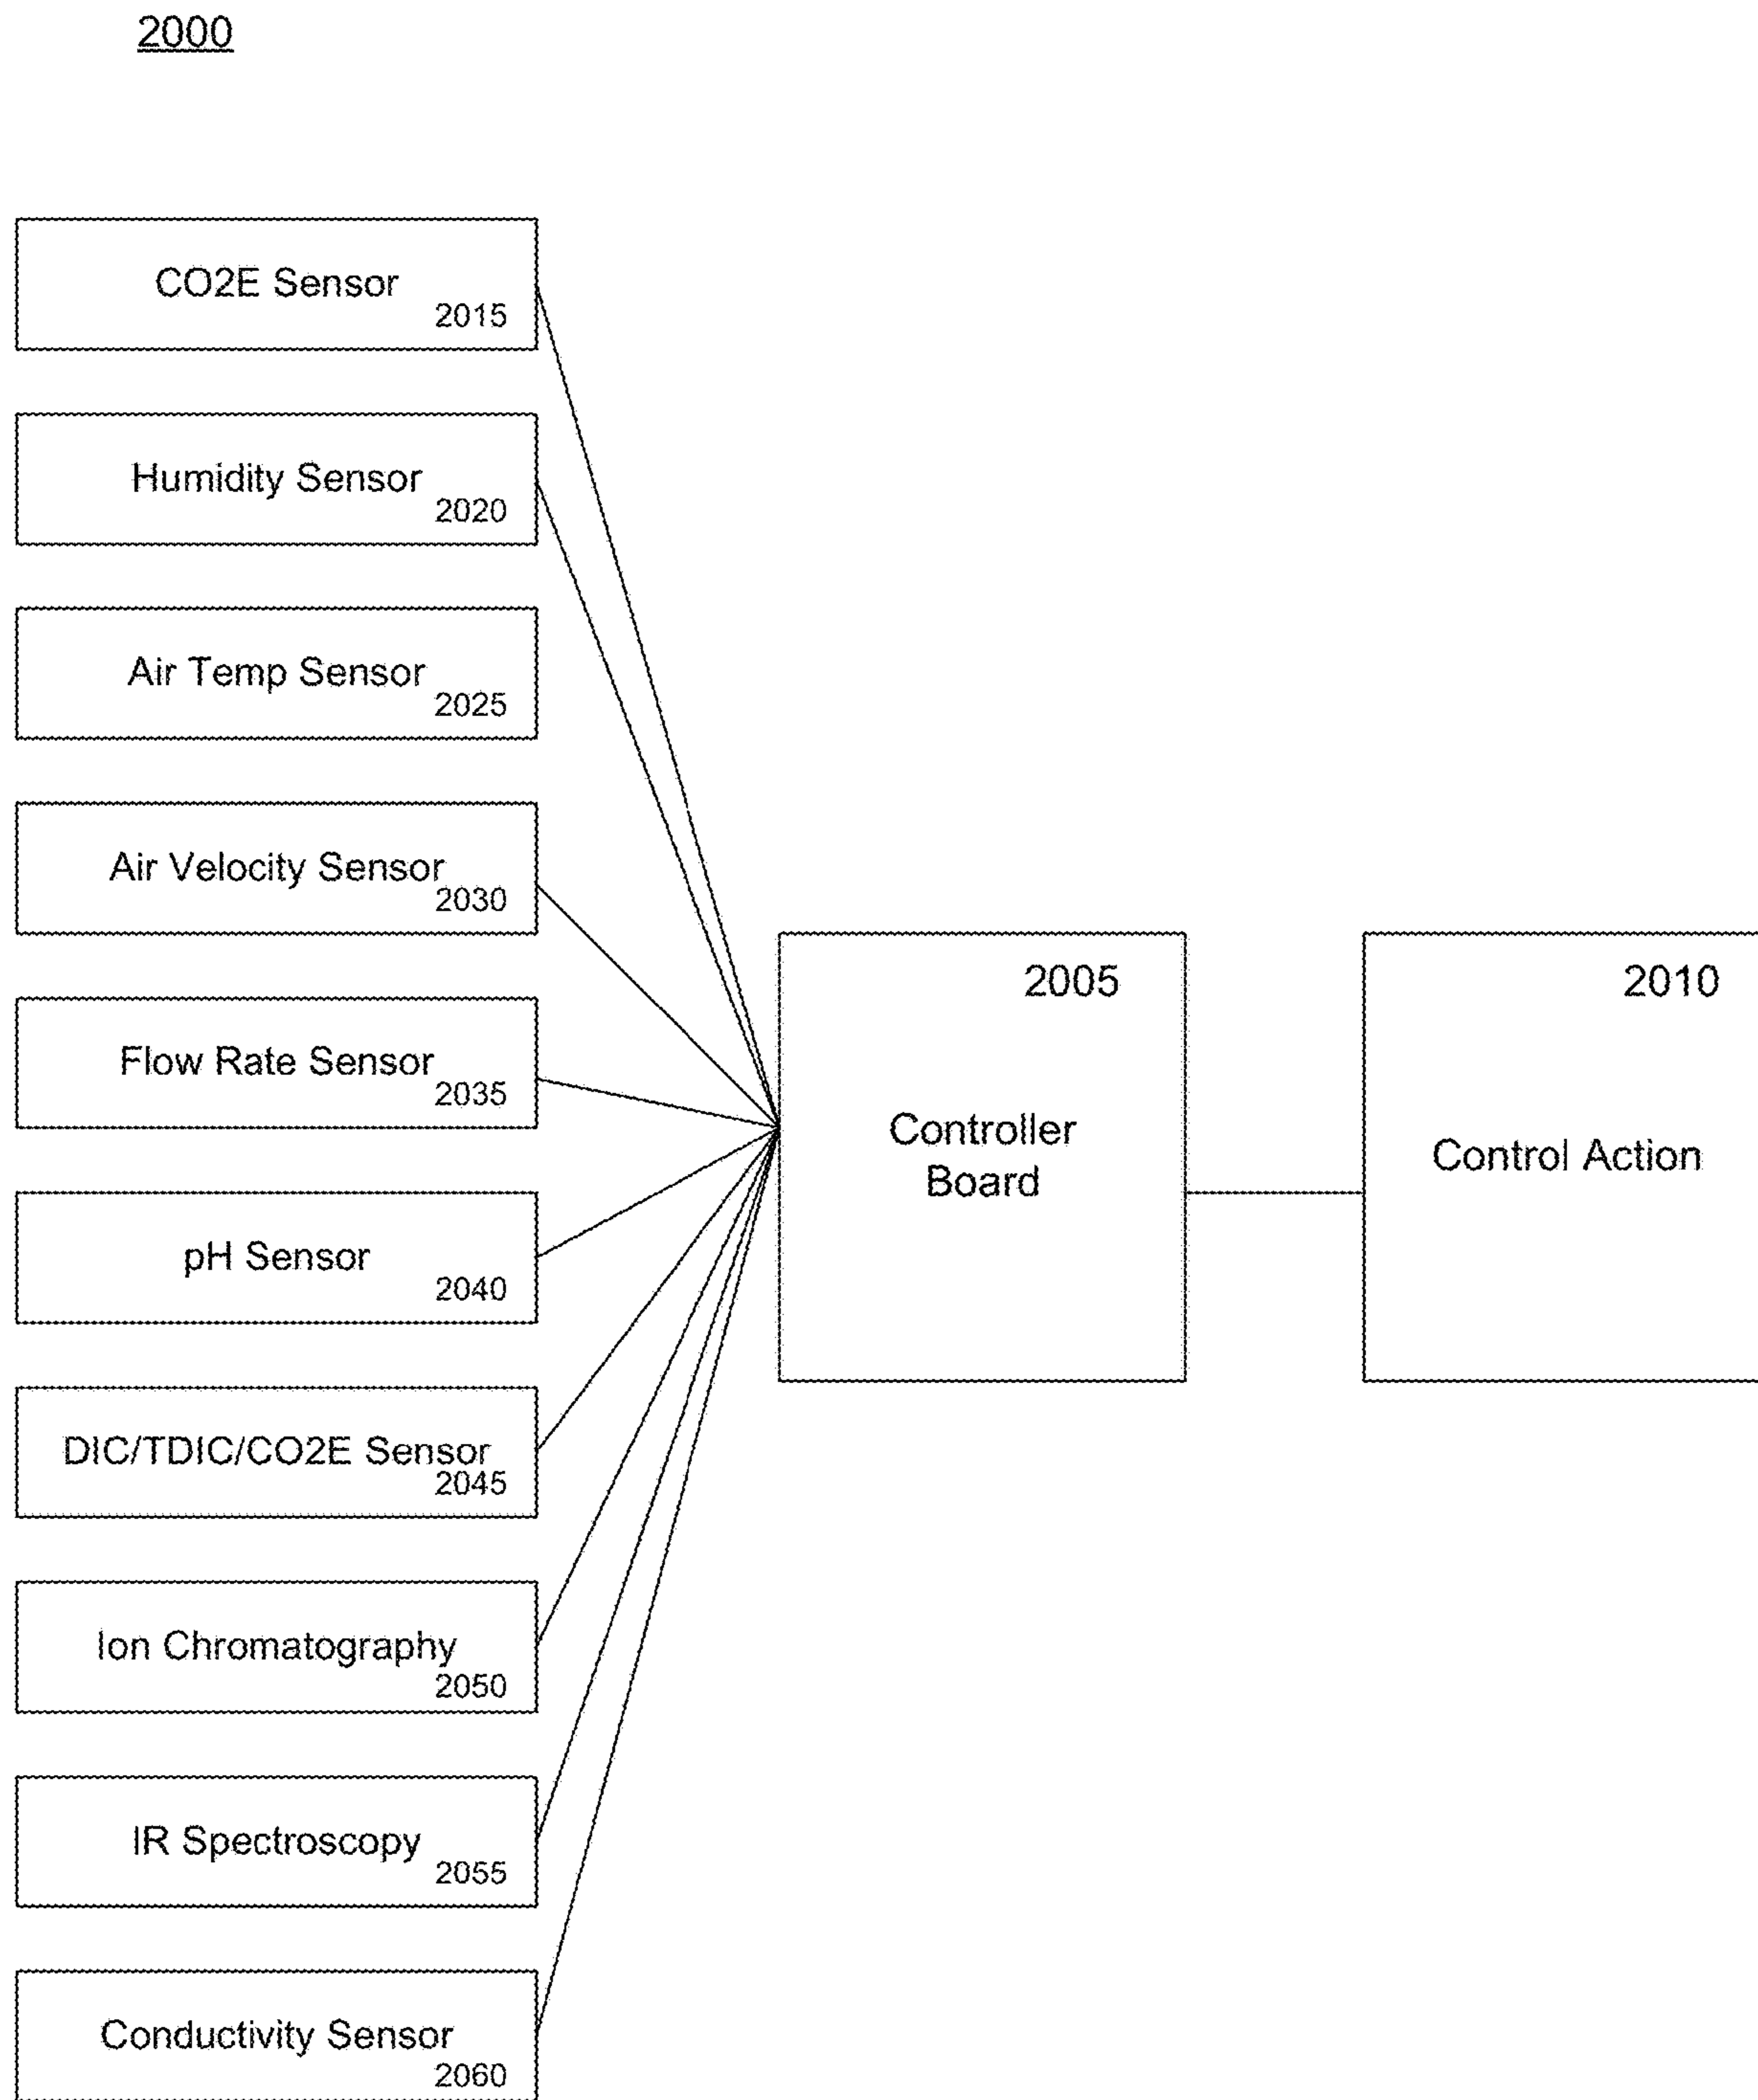 2000
CO2E Sensor
2015
Humidity Sensor
2020
Air Temp Sensor
2025
Air Velocity Sensor
2030
Flow Rate Sensor
2035
pH Sensor
2040
DIC/TDIC/CO2E Sensor
2045
Ion Chromatography
2050
IR Spectroscopy
2055
Conductivity Sensor
2060
2005
Controller
Board
2010
Control Action